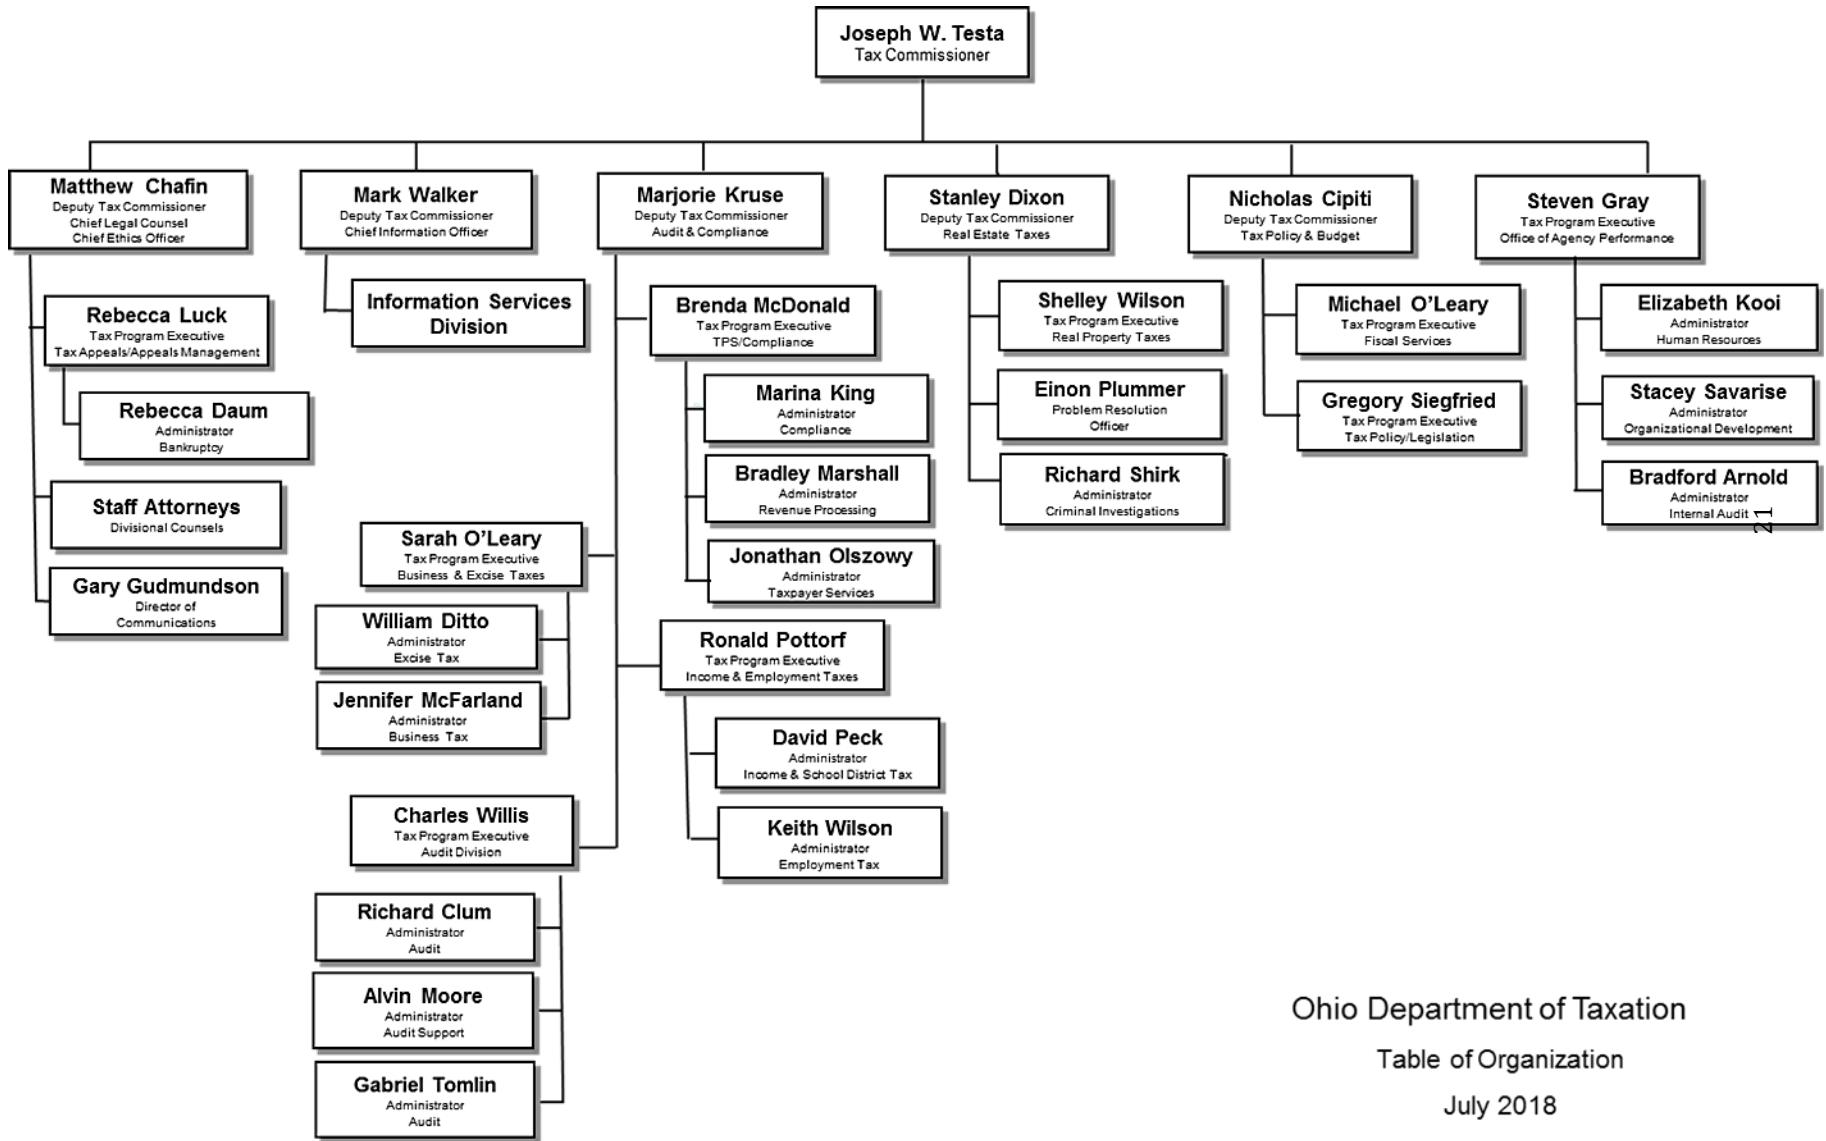 Joseph W. Testa
Tax Commissioner
Matthew Chafin
Deputy Tax Commissioner
Chief Legal Counsel
Chief Ethics Officer
Rebecca Luck
Tax Program Executive
Tax Appeals/Appeals Management
Rebecca Daum
Administrator
Bankruptcy
Staff Attorneys
Divisional Counsels
Gary Gudmundson
Director of
Communications
Mark Walker
Deputy Tax Commissioner
Chief Information Officer
Information Services
Division
Marjorie Kruse
Deputy Tax Commissioner
Audit & Compliance
Brenda McDonald
Tax Program Executive
TPS/Compliance
Marina King
Administrator
Compliance
Bradley Marshall
Administrator
Revenue Processing
Jonathan Olszowy
Administrator
Taxpayer Services
Sarah O'Leary
Tax Program Executive
Business & Excise Taxes
William Ditto
Administrator
Excise Tax
Jennifer McFarland
Administrator
Business Tax
Ronald Pottorf
Tax Program Executive
Income & Employment Taxes
David Peck
Administrator
Income & School District Tax
Keith Wilson
Administrator
Employment Tax
Charles Willis
Tax Program Executive
Audit Division
Richard Clum
Administrator
Audit
Alvin Moore
Administrator
Audit Support
Gabriel Tomlin
Administrator
Audit
Stanley Dixon
Deputy Tax Commissioner
Real Estate Taxes
Shelley Wilson
Tax Program Executive
Real Property Taxes
Einon Plummer
Problem Resolution
Officer
Richard Shirk
Administrator
Criminal Investigations
Nicholas Cipiti
Deputy Tax Commissioner
Tax Policy & Budget
Michael O'Leary
Tax Program Executive
Fiscal Services
Gregory Siegfried
Tax Program Executive
Tax Policy/Legislation
Steven Gray
Tax Program Executive
Office of Agency Performance
Elizabeth Kooi
Administrator
Human Resources
Stacey Savarise
Administrator
Organizational Development
Bradford Arnold
Administrator
Internal Audit
21
Ohio Department of Taxation
Table of Organization
July 2018